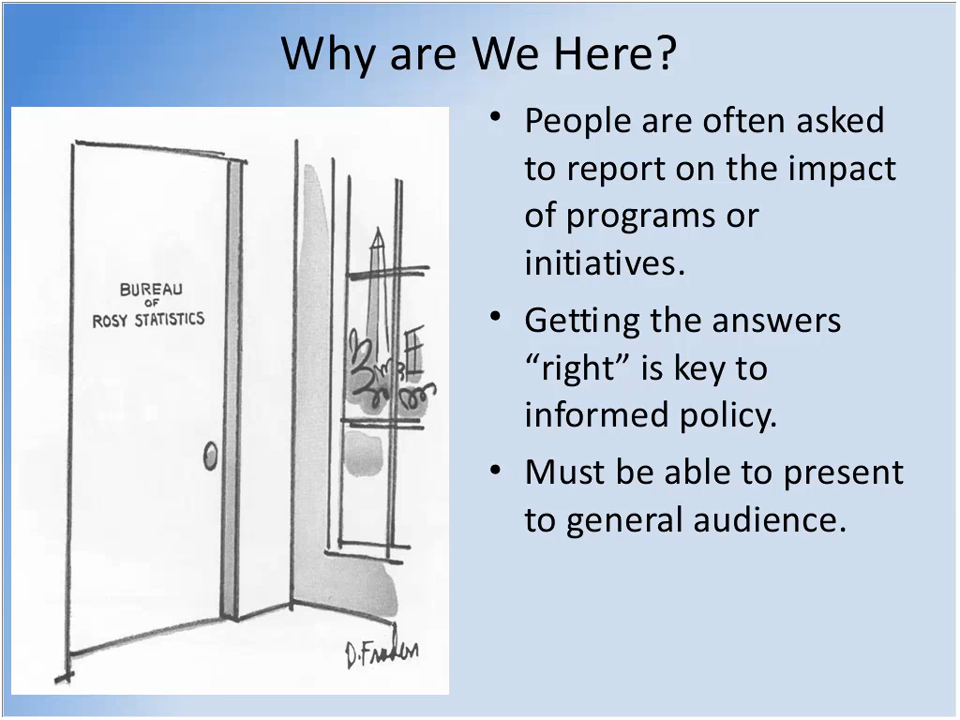 Why are We Here?
BUREAU
OF
ROSY STATISTICS
D. Fradon
• People are often asked
to report on the impact
of programs or
initiatives.
• Getting the answers
“right” is key to
informed policy.
• Must be able to present
to general audience.